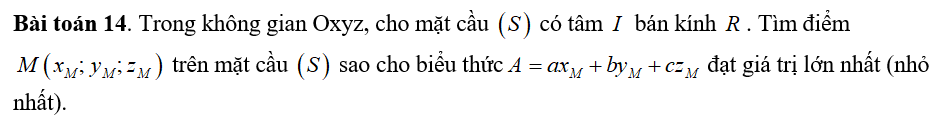 Bài toán 14. Trong không gian Oxyz, cho mặt cầu (S) có tâm I bán kính R . Tìm điểm
M(x_M; y_M; z_M) trên mặt cầu (S) sao cho biểu thức A = ax_M + by_M + cz_M đạt giá trị lớn nhất (nhỏ
nhất).